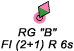 RG "B"
Fl (2+1) R 6s